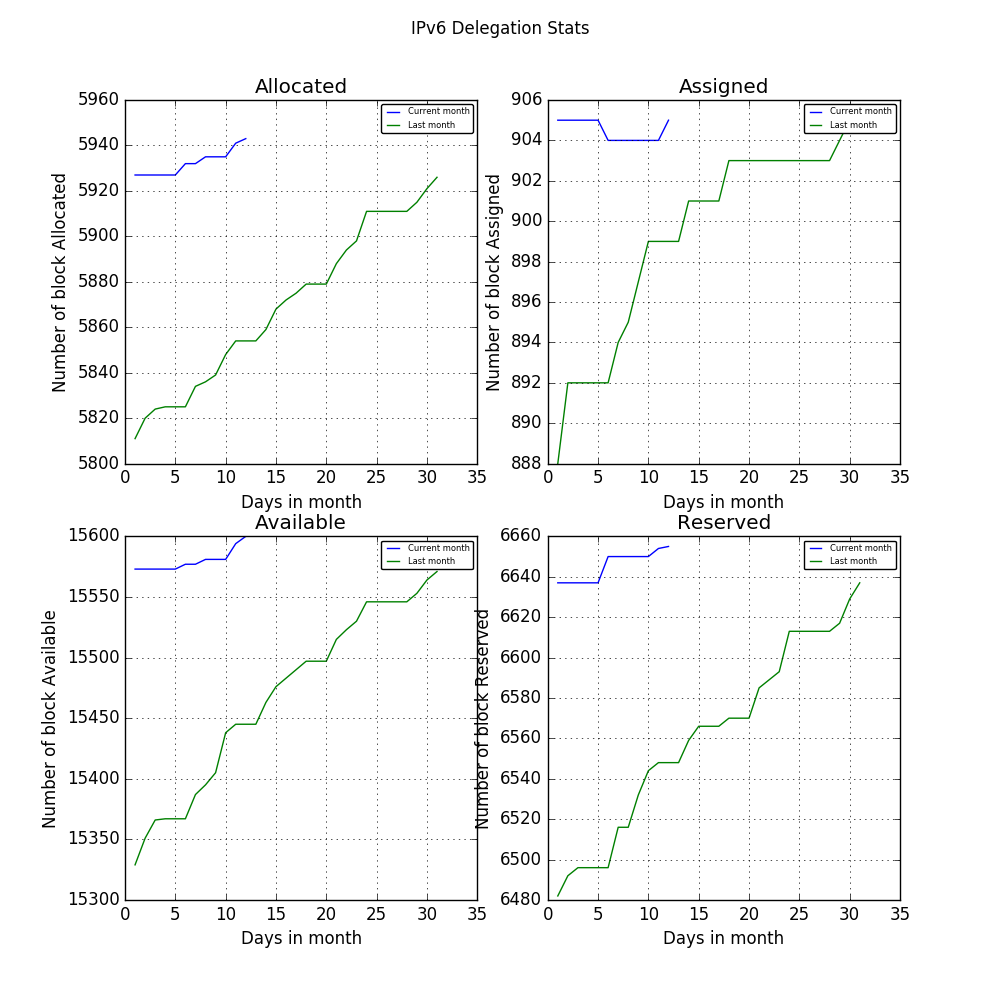 IPv6 Delegation Stats
Allocated
Number of block Allocated
5960
5940
5920
5900
5880
5860
5840
5820
5800
Current month
Last month
0 5 10 15 20 25 30 35
Days in month
Assigned
Number of block Assigned
906
904
902
900
898
896
894
892
890
888
Current month
Last month
0 5 10 15 20 25 30 35
Days in month
Available
Number of block Available
15600
15550
15500
15450
15400
15350
15300
Current month
Last month
0 5 10 15 20 25 30 35
Days in month
Reserved
Number of block Reserved
6660
6640
6620
6600
6580
6560
6540
6520
6500
6480
Current month
Last month
0 5 10 15 20 25 30 35
Days in month